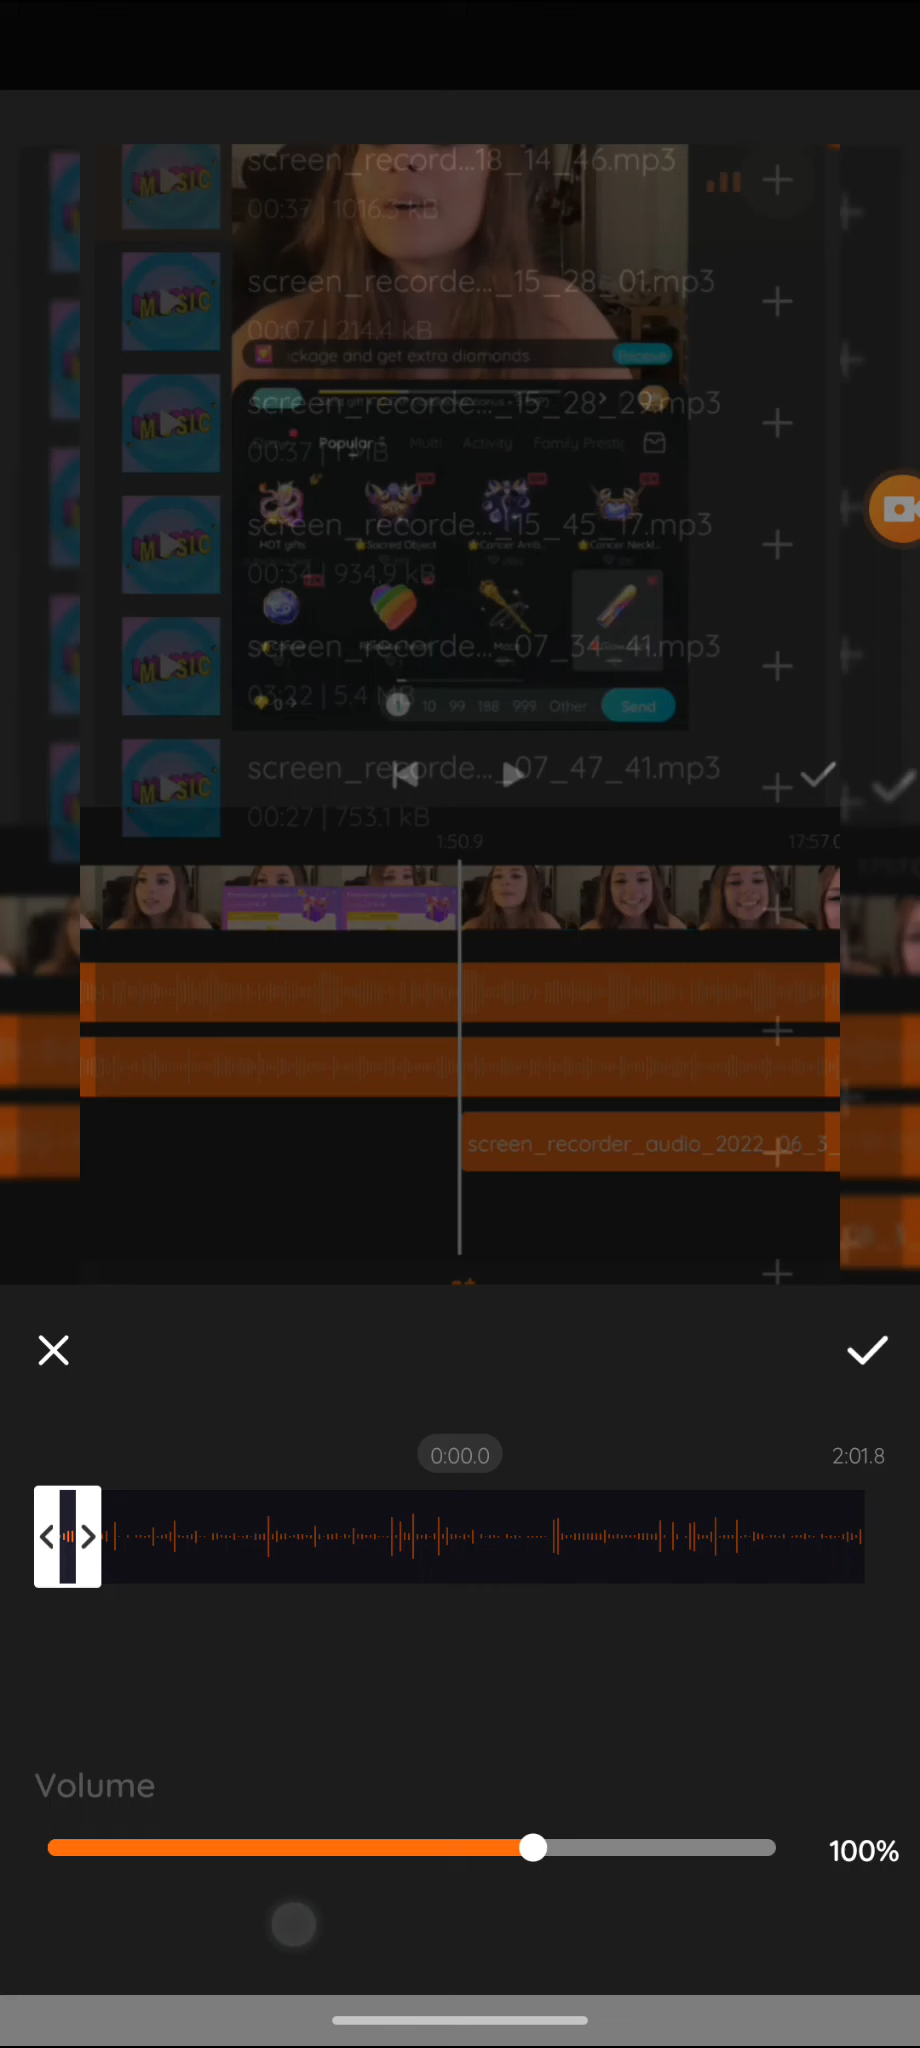 screen_record...18_14_46.mp3
00:37 | 1016.5 kB
screen_recorde..._15_28_01.mp3
00:07 | 214.4 kB
ckage and get extra diamonds
Receive
screen_recorde..._15_28_29.mp3
Popular
Multi
Activity
Family
00:37 | 1 MB
screen_recorde..._15_45_17.mp3
HOT gifts
Sacred Object
Cancer Amb...
Cancer Neckl...
00:34 | 934.9 kB
screen_recorde..._07_34_41.mp3
03:22 | 5.4 MB
10 99 188 999 Other
Send
screen_recorde..._07_47_41.mp3
00:27 | 753.1 kB
1:50.9
17:57.0
screen_recorder_audio_2022_06_3_
0:00.0
2:01.8
Volume
100%